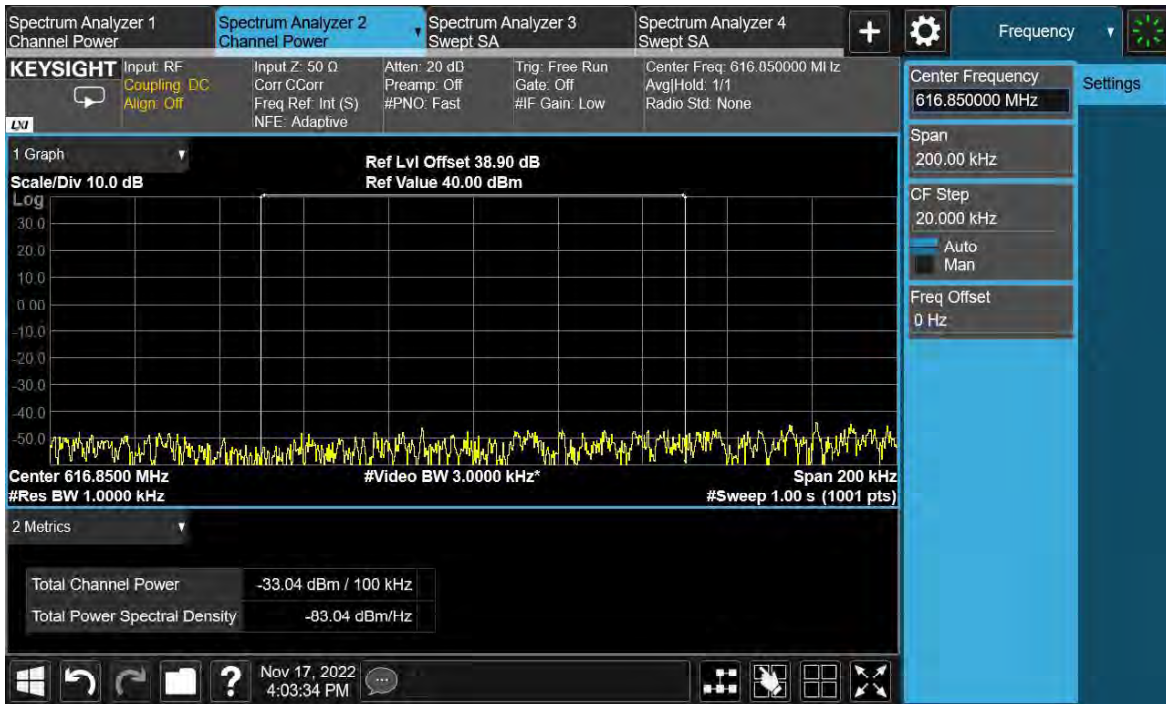 Spectrum Analyzer 1
Channel Power
Spectrum Analyzer 2
Channel Power
Spectrum Analyzer 3
Swept SA
Spectrum Analyzer 4
Swept SA
+
Frequency
KEYSIGHT
LXI
Input: RF
Coupling: DC
Align: Off
Input Z: 50 Ω
Corr CCorr
Freq Ref: Int (S)
NFE: Adaptive
Atten: 20 dB
Preamp: Off
#PNO: Fast
Trig: Free Run
Gate: Off
#IF Gain: Low
Center Freq: 616.850000 MHz
Avg|Hold: 1/1
Radio Std: None
Center Frequency
616.850000 MHz
Settings
Span
200.00 kHz
CF Step
20.000 kHz
Auto
Man
Freq Offset
0 Hz
1 Graph
Scale/Div 10.0 dB
Ref Lvl Offset 38.90 dB
Ref Value 40.00 dBm
Log
30.0
20.0
10.0
0.00
-10.0
-20.0
-30.0
-40.0
-50.0
Center 616.8500 MHz
#Video BW 3.0000 kHz*
Span 200 kHz
#Res BW 1.0000 kHz
#Sweep 1.00 s (1001 pts)
2 Metrics
Total Channel Power -33.04 dBm / 100 kHz
Total Power Spectral Density -83.04 dBm/Hz
?
Nov 17, 2022
4:03:34 PM